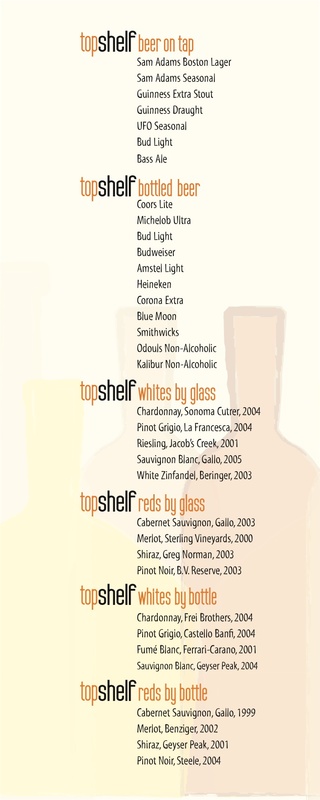 topshelf beer on tap
Sam Adams Boston Lager
Sam Adams Seasonal
Guinness Extra Stout
Guinness Draught
UFO Seasonal
Bud Light
Bass Ale
topshelf bottled beer
Coors Lite
Michelob Ultra
Bud Light
Budweiser
Amstel Light
Heineken
Corona Extra
Blue Moon
Smithwicks
Odouls Non-Alcoholic
Kalibur Non-Alcoholic
topshelf whites by glass
Chardonnay, Sonoma Cutrer, 2004
Pinot Grigio, La Francesca, 2004
Riesling, Jacob's Creek, 2001
Sauvignon Blanc, Gallo, 2005
White Zinfandel, Beringer, 2003
topshelf reds by glass
Cabernet Sauvignon, Gallo, 2003
Merlot, Sterling Vineyards, 2000
Shiraz, Greg Norman, 2003
Pinot Noir, B.V. Reserve, 2003
topshelf whites by bottle
Chardonnay, Frei Brothers, 2004
Pinot Grigio, Castello Banfi, 2004
Fumé Blanc, Ferrari-Carano, 2001
Sauvignon Blanc, Geyser Peak, 2004
topshelf reds by bottle
Cabernet Sauvignon, Gallo, 1999
Merlot, Benziger, 2002
Shiraz, Geyser Peak, 2001
Pinot Noir, Steele, 2004